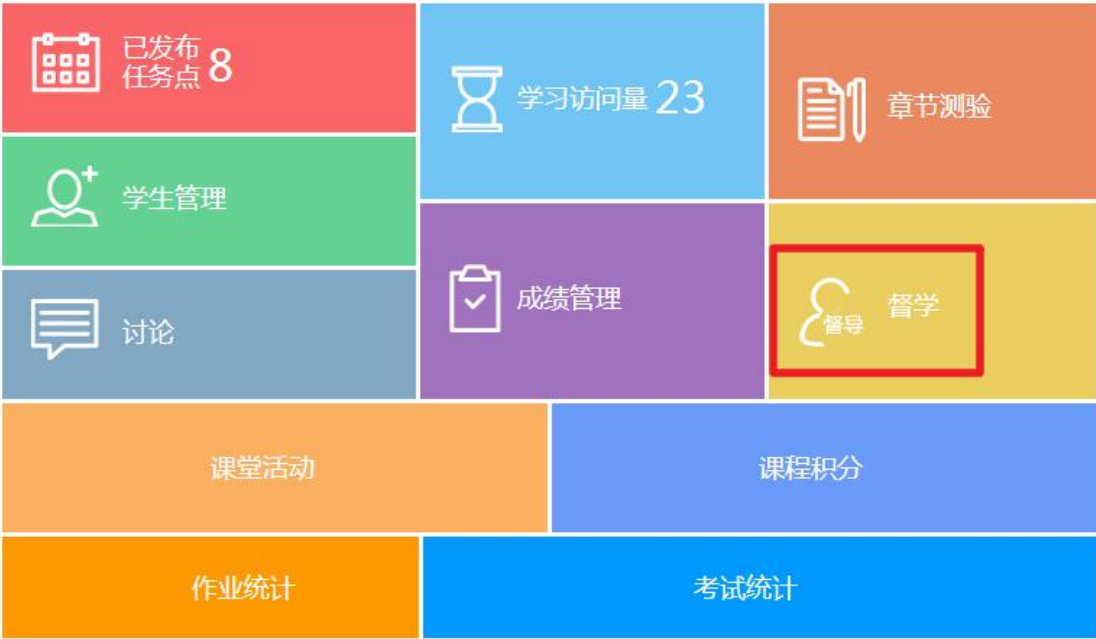 已发布
任务点 8
学习访问量 23
章节测验
学生管理
成绩管理
督导 督学
讨论
课堂活动
课程积分
作业统计
考试统计